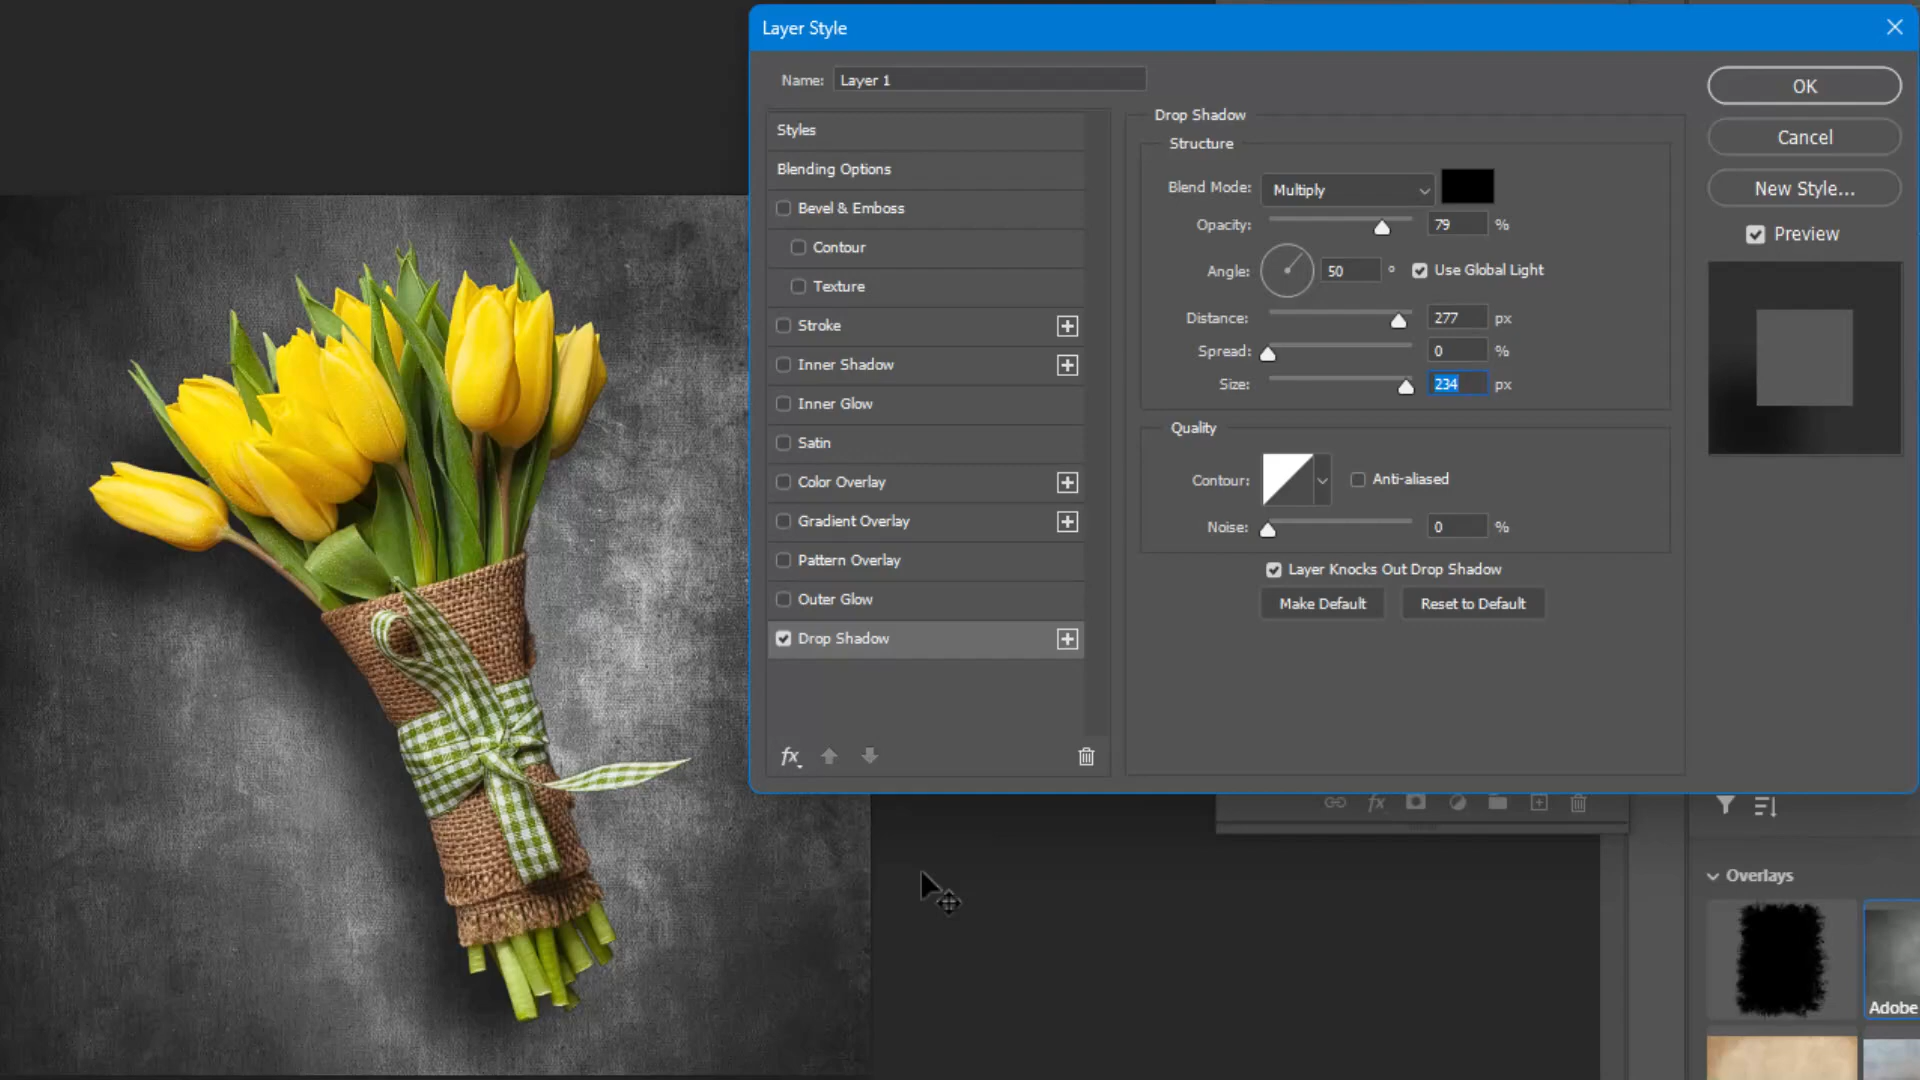 Layer Style
Name: Layer 1
Styles
Blending Options
Bevel & Emboss
Contour
Texture
Stroke
Inner Shadow
Inner Glow
Satin
Color Overlay
Gradient Overlay
Pattern Overlay
Outer Glow
Drop Shadow
fx
Drop Shadow
Structure
Blend Mode: Multiply
Opacity: 79 %
Angle: 50 ° Use Global Light
Distance: 277 px
Spread: 0 %
Size: 234 px
Quality
Contour: Anti-aliased
Noise: 0 %
Layer Knocks Out Drop Shadow
Make Default Reset to Default
OK
Cancel
New Style...
Preview
fx
Overlays
Adobe